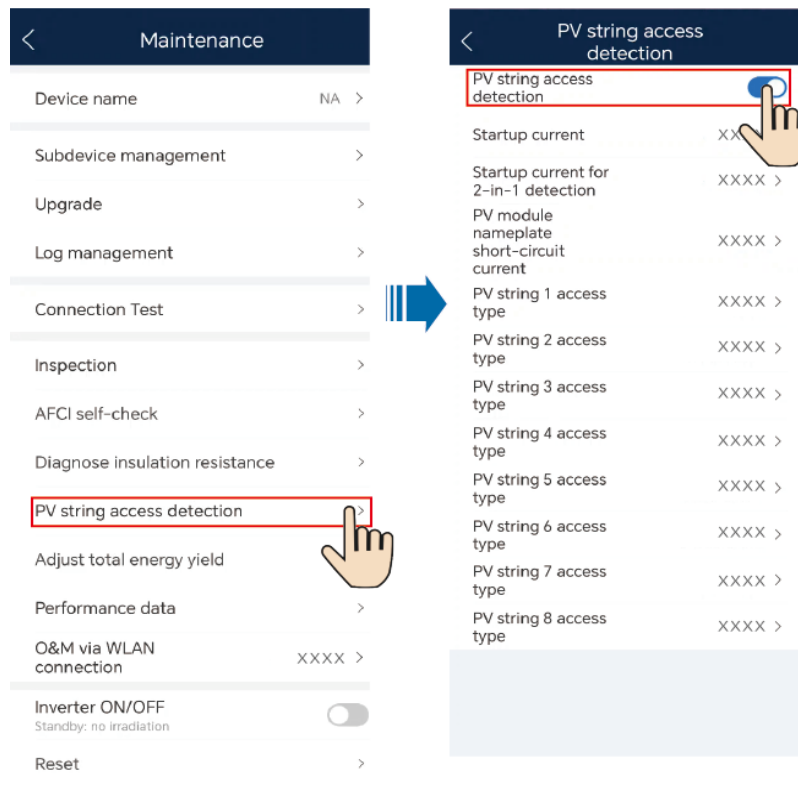 Maintenance
Device name NA
Subdevice management
Upgrade
Log management
Connection Test
Inspection
AFCI self-check
Diagnose insulation resistance
PV string access detection
Adjust total energy yield
Performance data
O&M via WLAN
connection XXXX
Inverter ON/OFF
Standby: no irradiation
Reset
PV string access
detection
PV string access
detection
Startup current XX
Startup current for
2-in-1 detection XXXX
PV module
nameplate
short-circuit
current XXXX
PV string 1 access
type XXXX
PV string 2 access
type XXXX
PV string 3 access
type XXXX
PV string 4 access
type XXXX
PV string 5 access
type XXXX
PV string 6 access
type XXXX
PV string 7 access
type XXXX
PV string 8 access
type XXXX